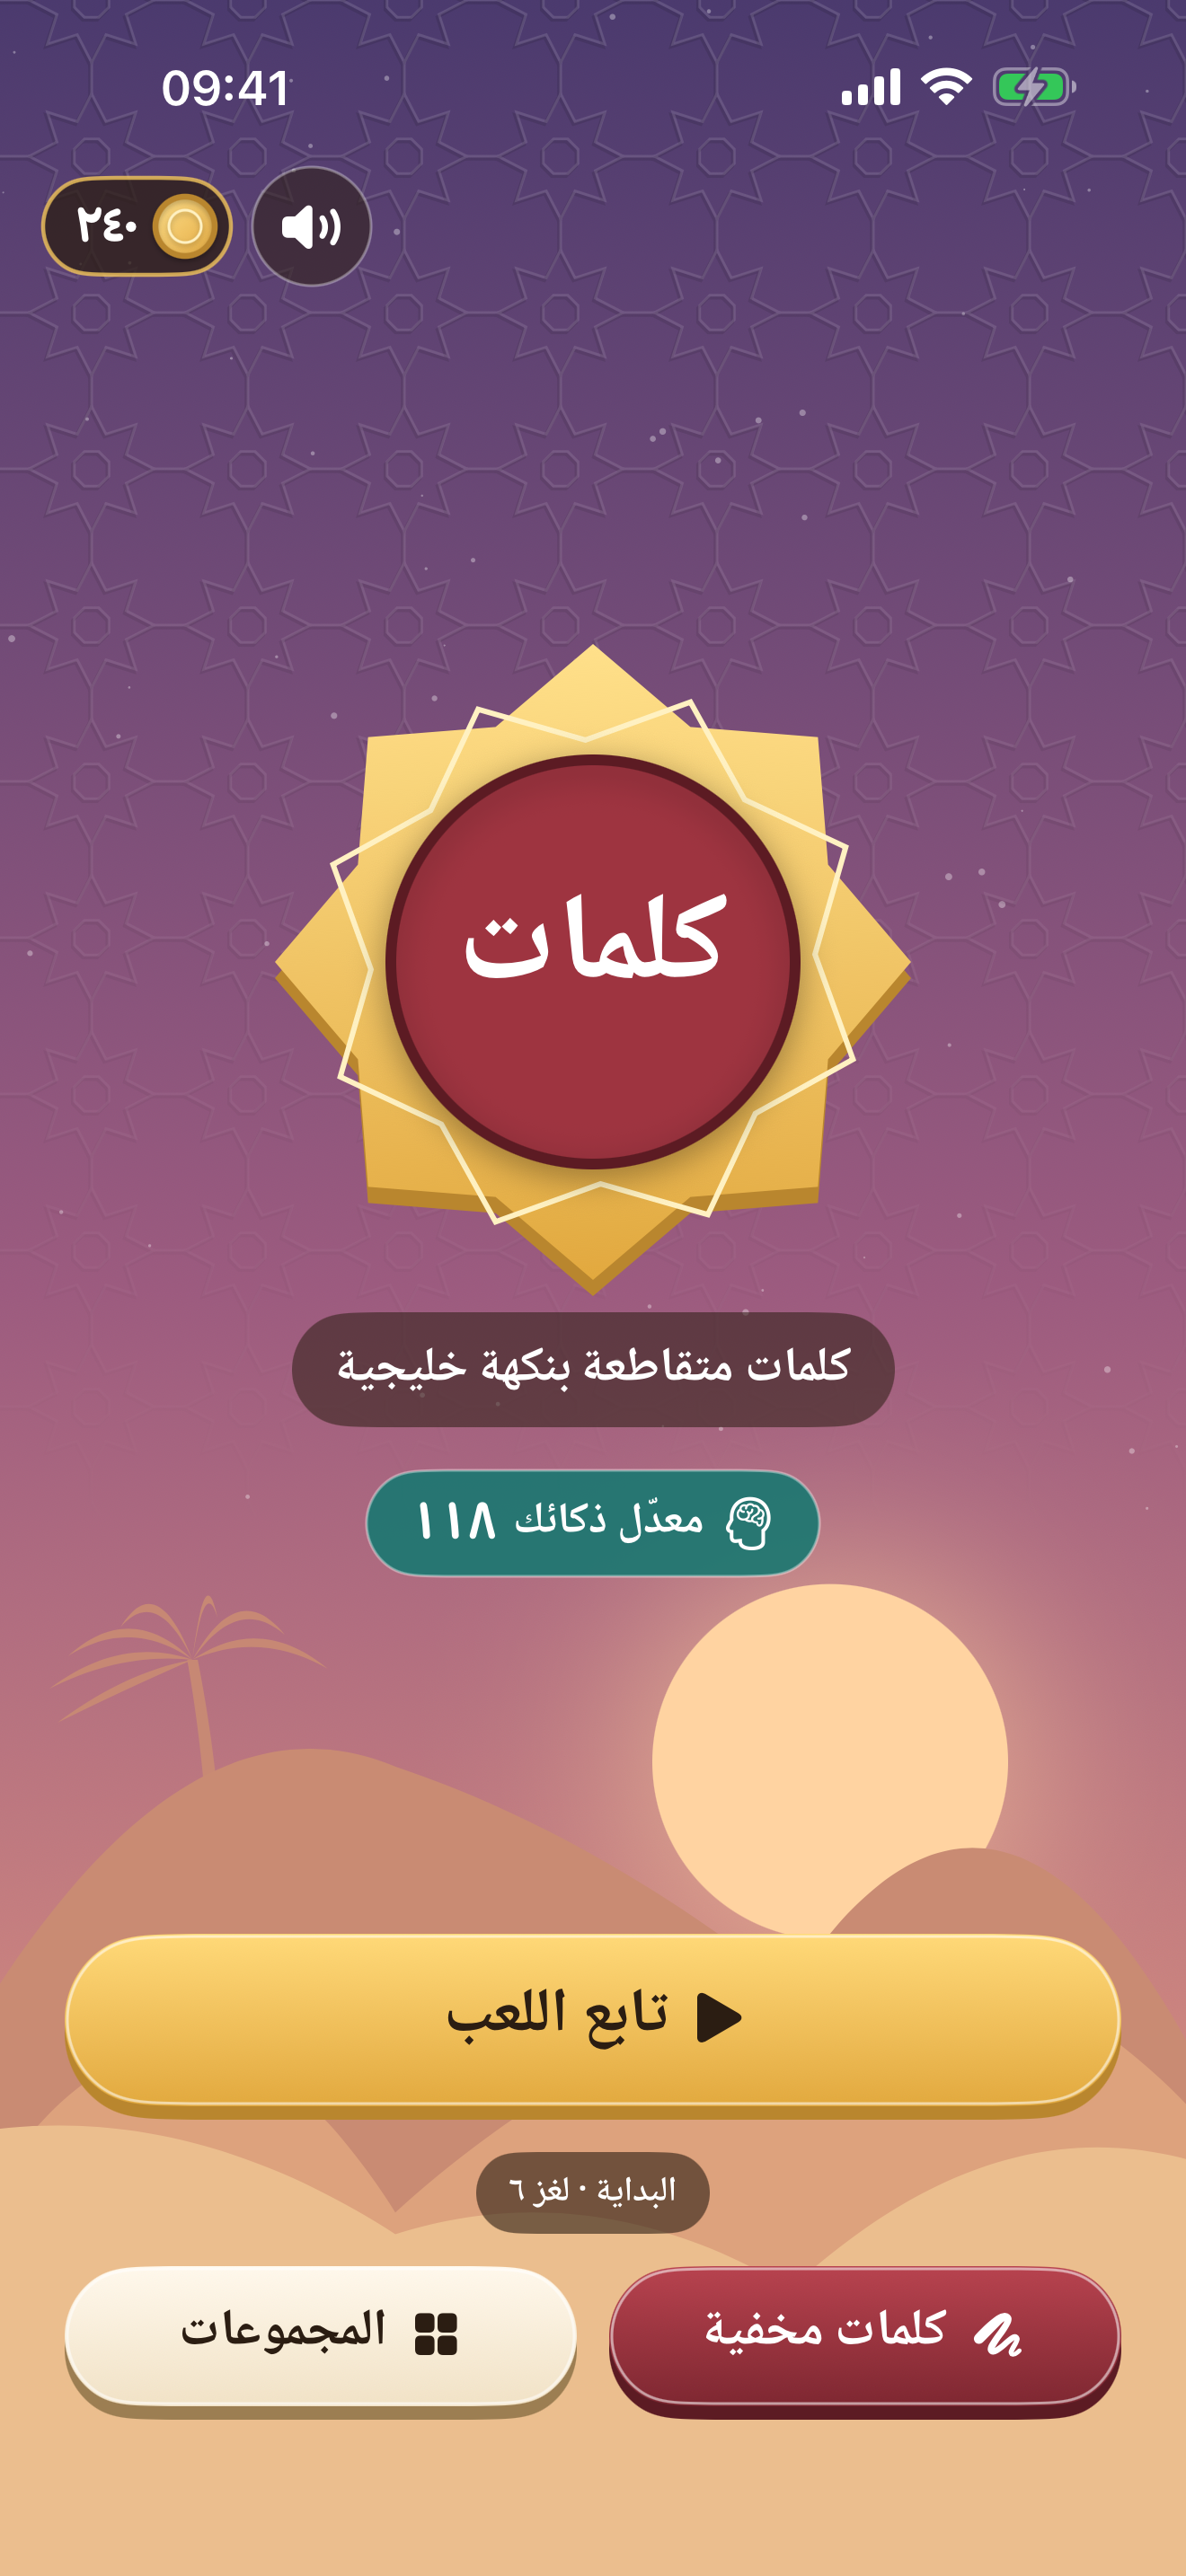 09:41
٢٤٠
كلمات
كلمات متقاطعة بنكهة خليجية
معدّل ذكائك ١١٨
تابع اللعب
البداية · لغز ٦
كلمات مخفية
المجموعات